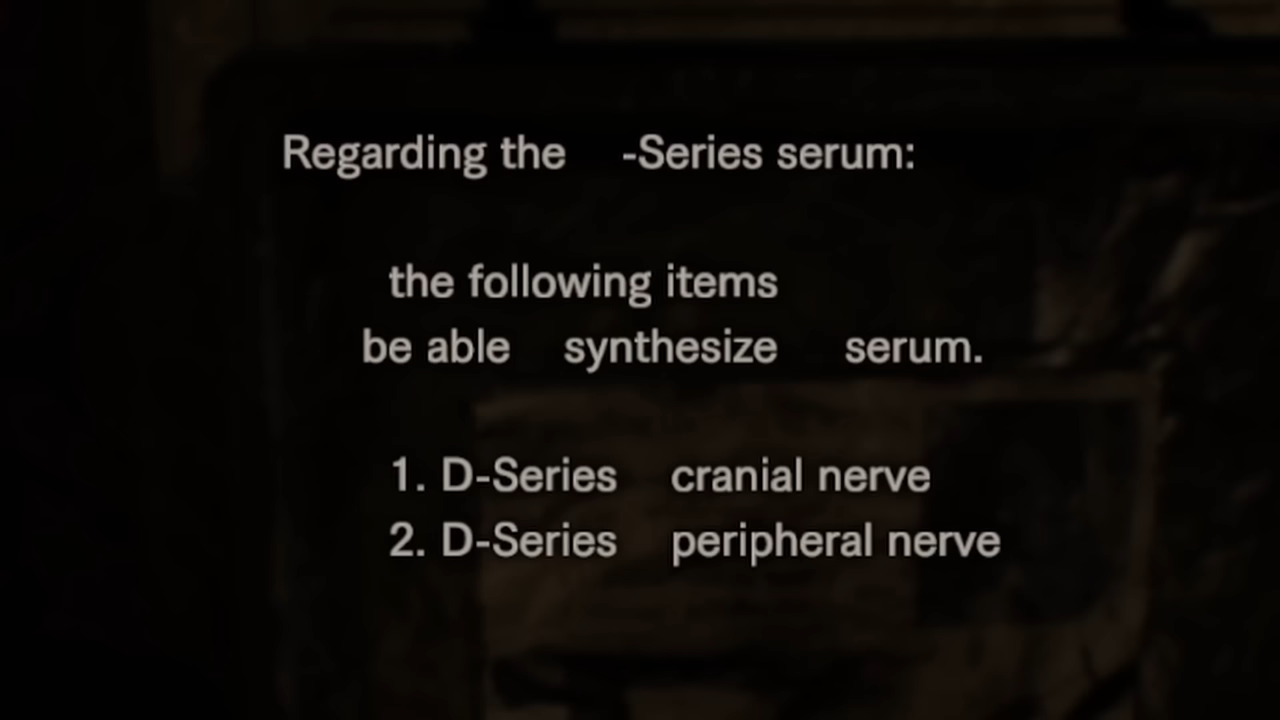 Regarding the -Series serum:
the following items
be able synthesize serum.
1. D-Series cranial nerve
2. D-Series peripheral nerve